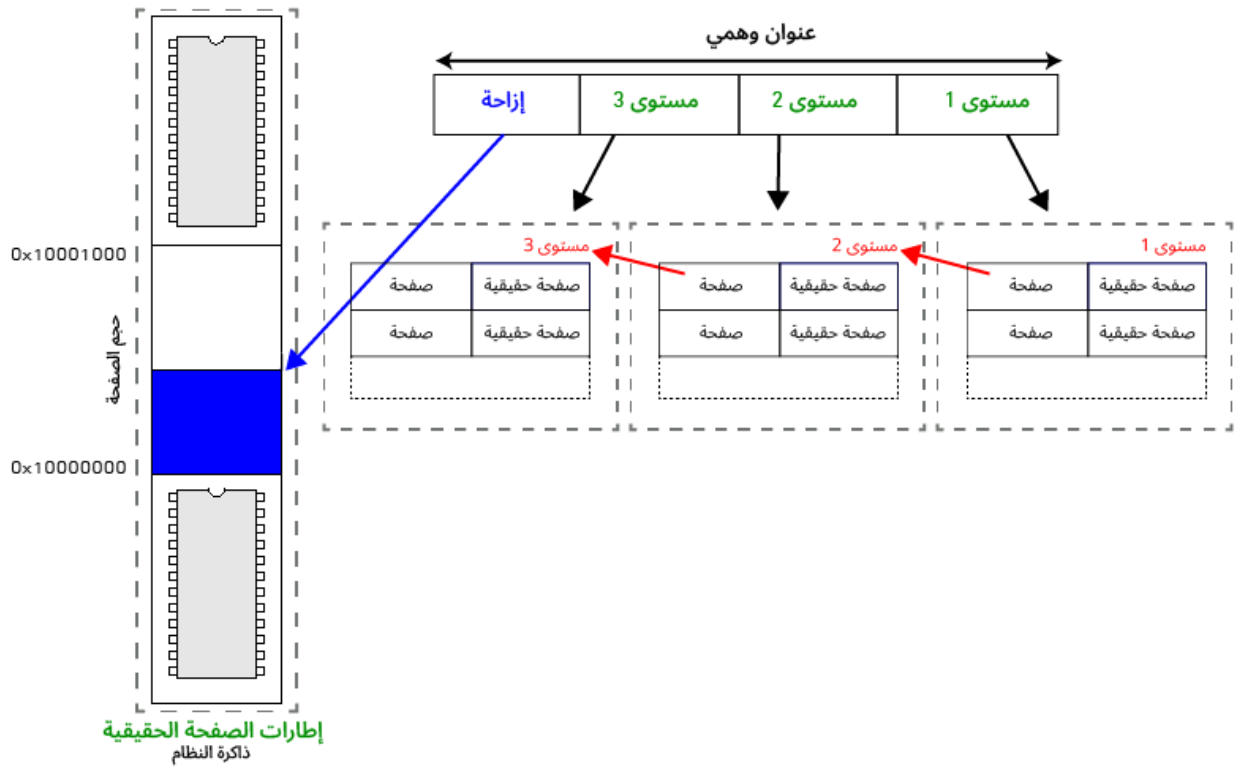 عنوان وهمي
مستوى 1
مستوى 2
مستوى 3
إزاحة
مستوى 1
صفحة حقيقية
صفحة
صفحة حقيقية
صفحة
مستوى 2
صفحة حقيقية
صفحة
صفحة حقيقية
صفحة
مستوى 3
صفحة حقيقية
صفحة
صفحة حقيقية
صفحة
0x10001000
حجم الصفحة
0x10000000
إطارات الصفحة الحقيقية
ذاكرة النظام